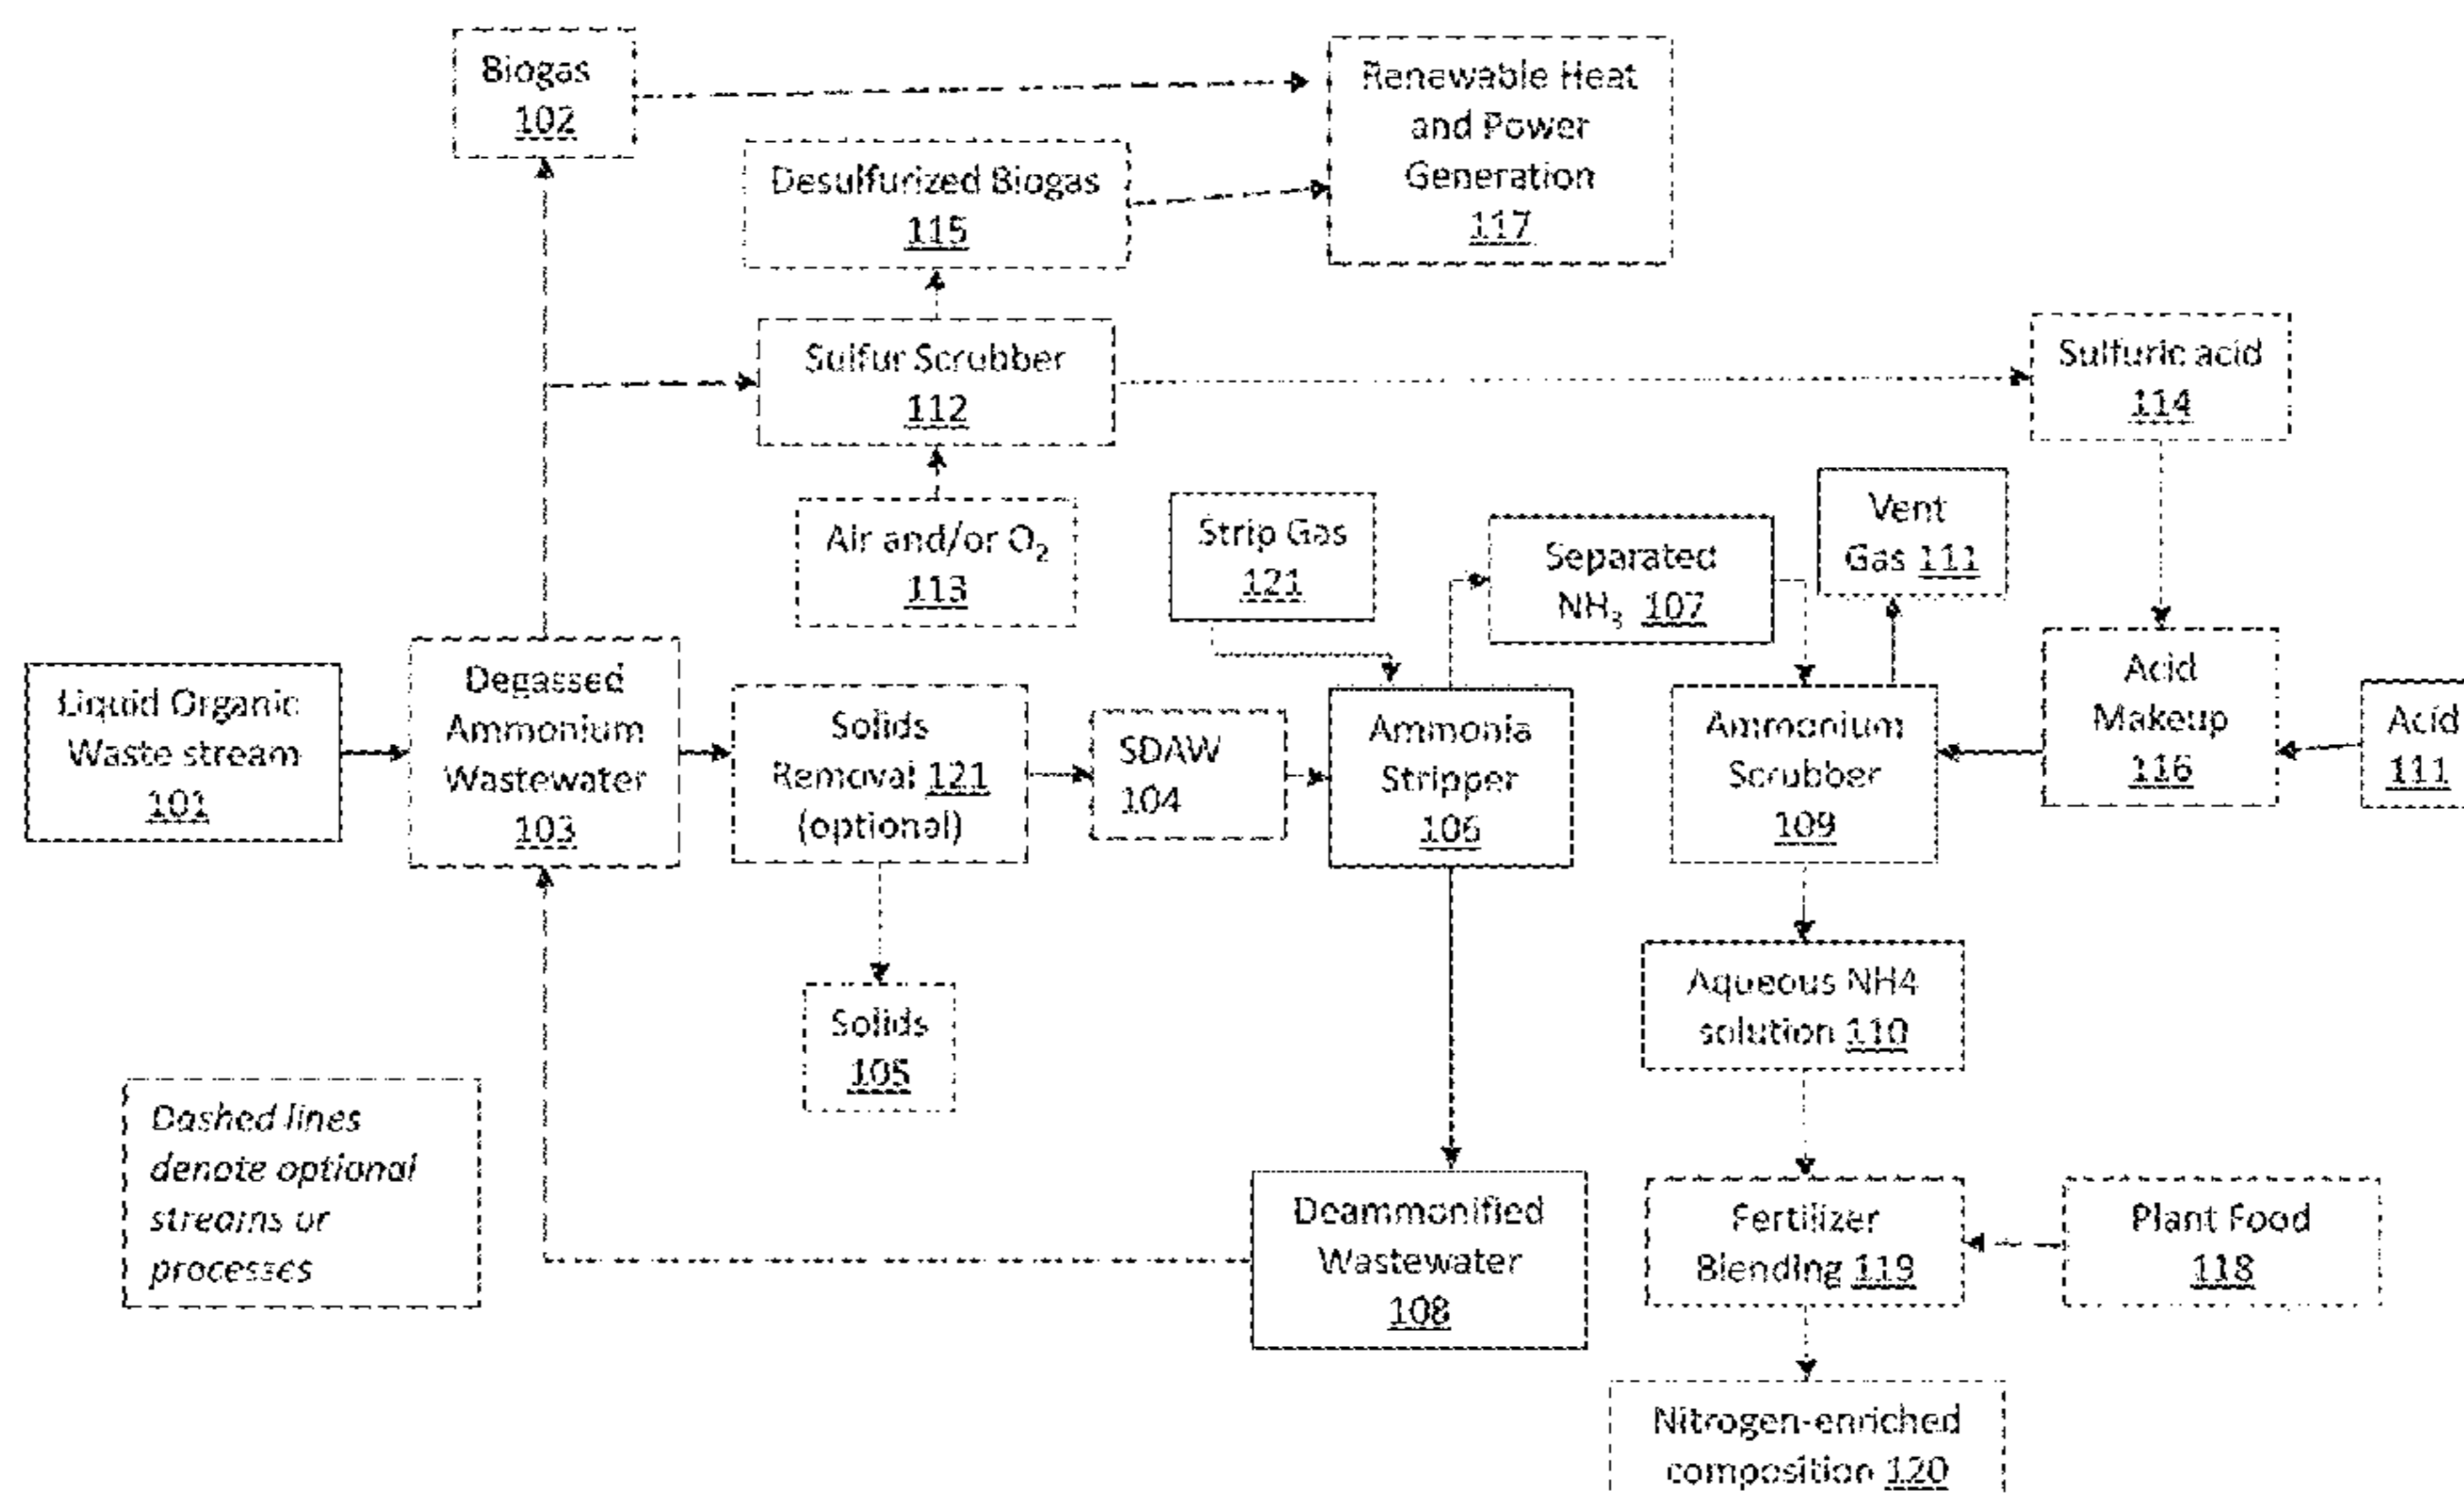 Biogas
102
Renewable Heat
and Power
Generation
117
Desulfurized Biogas
115
Sulfur Scrubber
112
Sulfuric acid
114
Air and/or O₂
113
Strip Gas
121
Separated
NH₃ 107
Vent
Gas 111
Liquid Organic
Waste stream
101
Degassed
Ammonium
Wastewater
103
Solids
Removal 121
(optional)
SDAW
104
Ammonia
Stripper
106
Ammonium
Scrubber
109
Acid
Makeup
116
Acid
111
Solids
105
Aqueous NH4
solution 110
Dashed lines
denote optional
streams or
processes
Deammonified
Wastewater
108
Fertilizer
Blending 119
Plant Food
118
Nitrogen-enriched
composition 120